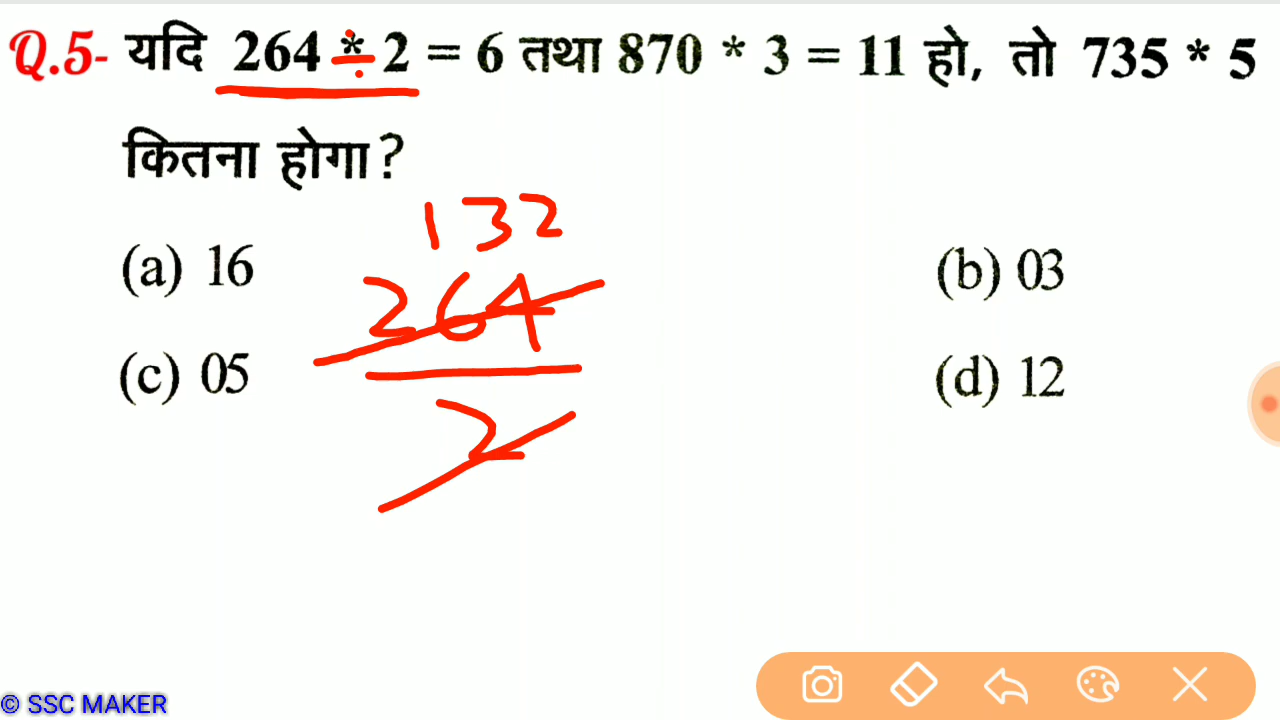 Q.5- यदि 264 * 2 = 6 तथा 870 * 3 = 11 हो, तो 735 * 5
÷
कितना होगा?
132
(a) 16
(b) 03
264
(c) 05
(d) 12
2
© SSC MAKER